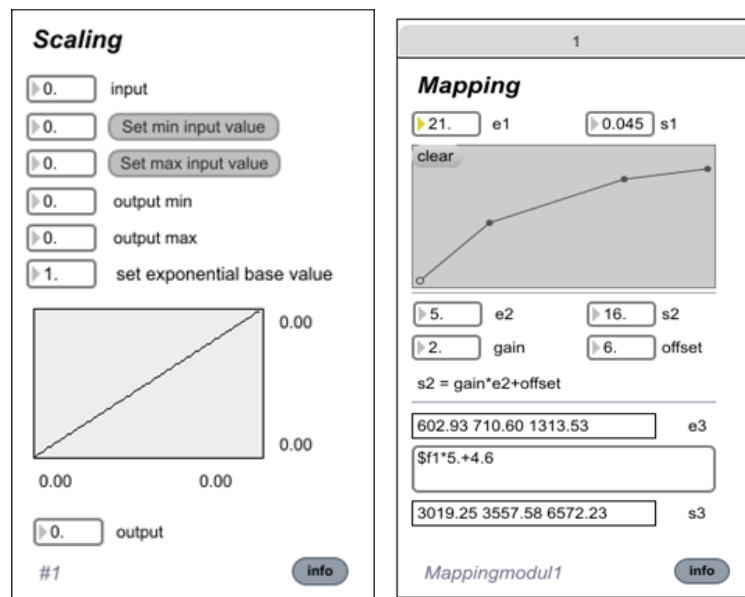 Scaling
0. input
0. Set min input value
0. Set max input value
0. output min
0. output max
1. set exponential base value
0.00
0.00
0.00 0.00
0. output
#1 info
1
Mapping
21. e1 0.045 s1
clear
5. e2 16. s2
2. gain 6. offset
s2 = gain*e2+offset
602.93 710.60 1313.53 e3
$f1*5.+4.6
3019.25 3557.58 6572.23 s3
Mappingmodul1 info